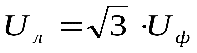 Uл = √3 · Uф